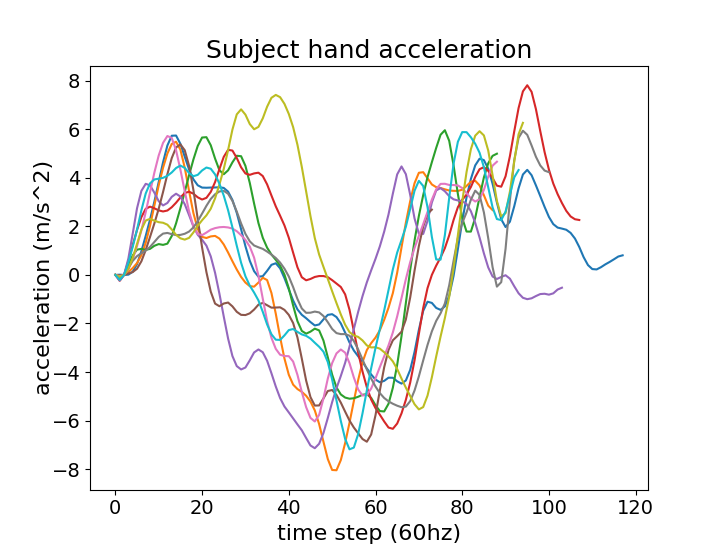 Subject hand acceleration
acceleration (m/s^2)
8
6
4
2
0
−2
−4
−6
−8
0 20 40 60 80 100 120
time step (60hz)